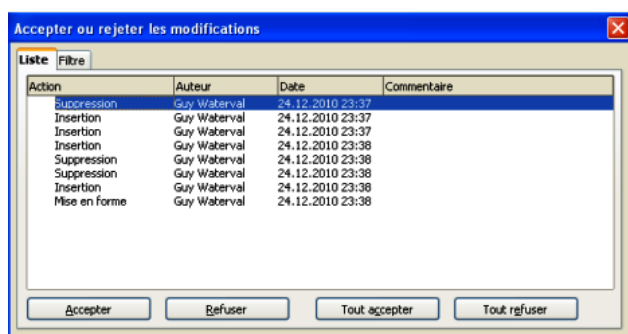 Accepter ou rejeter les modifications
Liste Filtre
Action Auteur Date Commentaire
Suppression Guy Waterval 24.12.2010 23:37
Insertion Guy Waterval 24.12.2010 23:37
Insertion Guy Waterval 24.12.2010 23:37
Insertion Guy Waterval 24.12.2010 23:38
Suppression Guy Waterval 24.12.2010 23:38
Suppression Guy Waterval 24.12.2010 23:38
Insertion Guy Waterval 24.12.2010 23:38
Mise en forme Guy Waterval 24.12.2010 23:38
Accepter Refuser Tout accepter Tout refuser